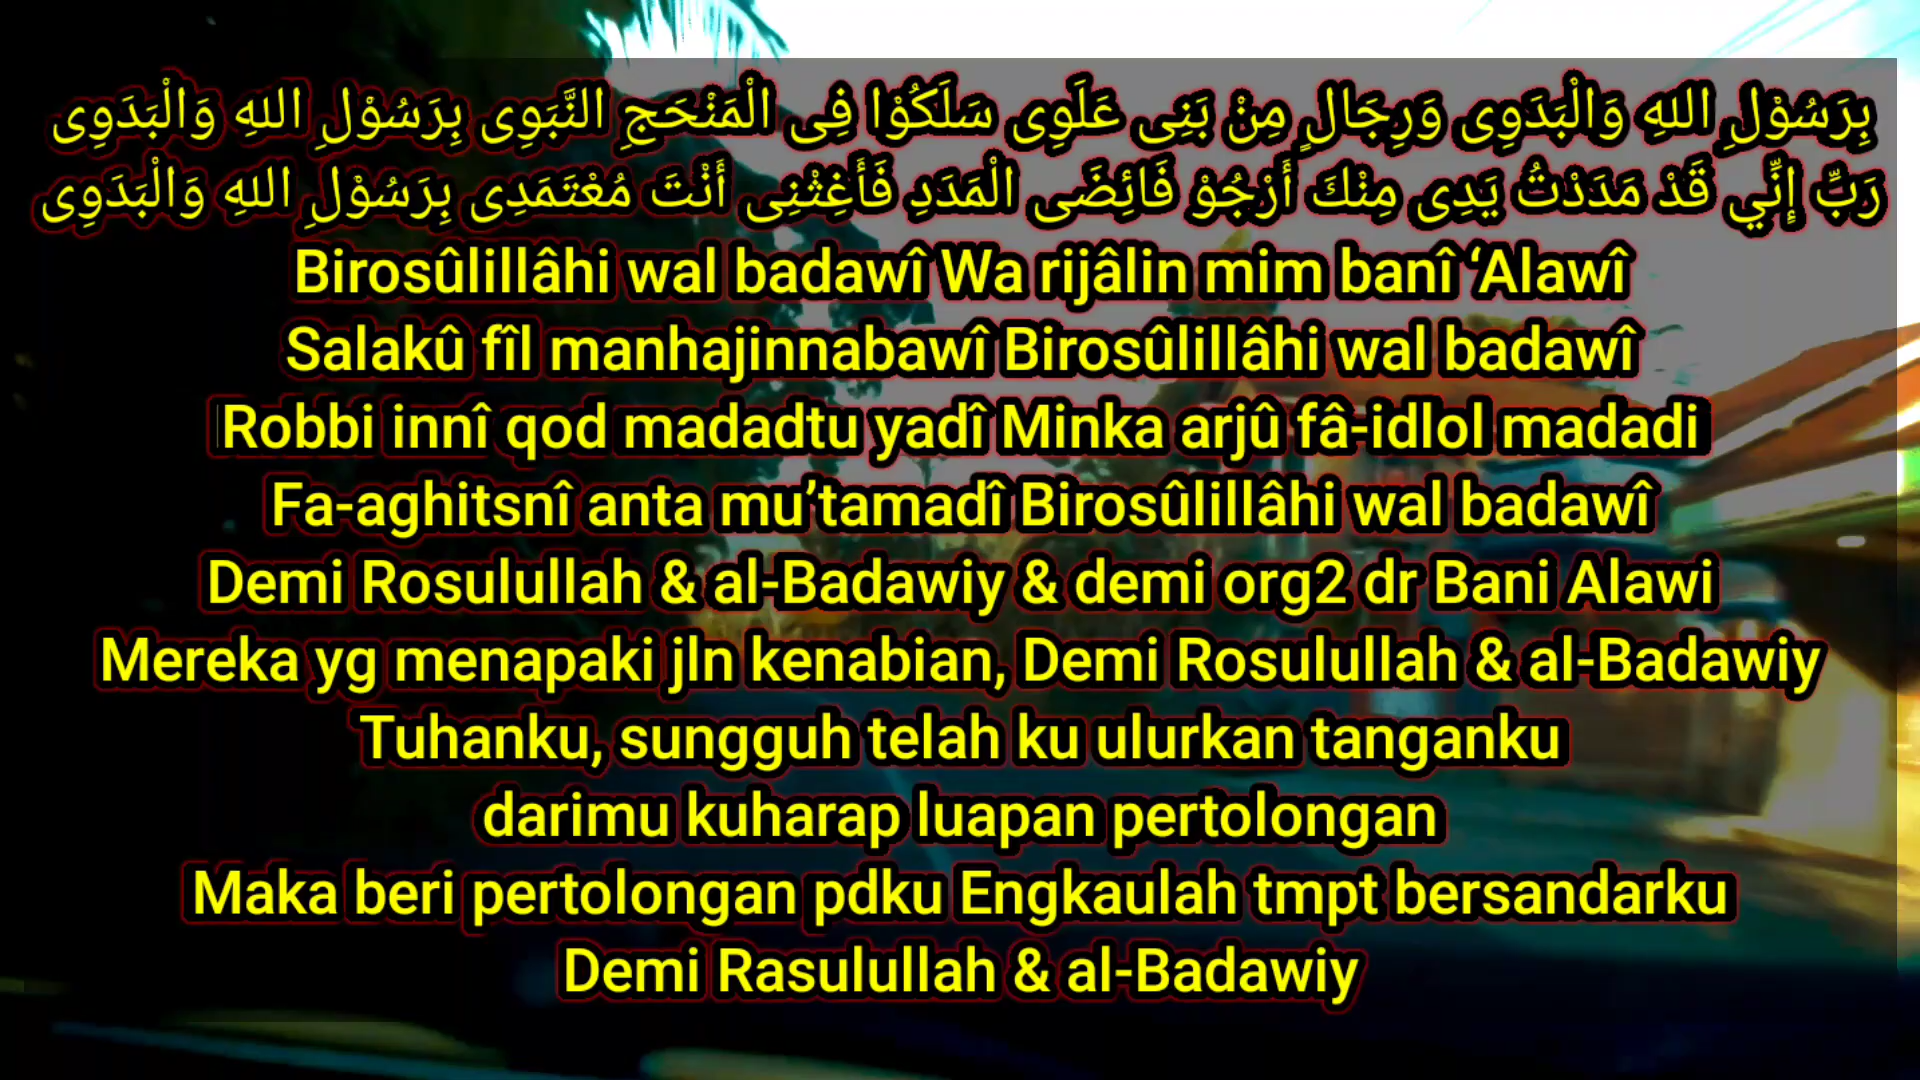 بِرَسُوْلِ اللهِ وَالْبَدَوِى وَرِجَالٍ مِنْ بَنِى عَلَوِى سَلَكُوْا فِى الْمَنْحَجِ النَّبَوِى بِرَسُوْلِ اللهِ وَالْبَدَوِى
رَبِّ إِنِّي قَدْ مَدَدْتُ يَدِى مِنْكَ أَرْجُوْ فَائِضَى الْمَدَدِ فَأَغِثْنِى أَنْتَ مُعْتَمَدِى بِرَسُوْلِ اللهِ وَالْبَدَوِى
Birosûlillâhi wal badawî Wa rijâlin mim banî ‘Alawî
Salakû fîl manhajinnabawî Birosûlillâhi wal badawî
Robbi innî qod madadtu yadî Minka arjû fâ-idlol madadi
Fa-aghitsnî anta mu’tamadî Birosûlillâhi wal badawî
Demi Rosulullah & al-Badawiy & demi org2 dr Bani Alawi
Mereka yg menapaki jln kenabian, Demi Rosulullah & al-Badawiy
Tuhanku, sungguh telah ku ulurkan tanganku
darimu kuharap luapan pertolongan
Maka beri pertolongan pdku Engkaulah tmpt bersandarku
Demi Rasulullah & al-Badawiy